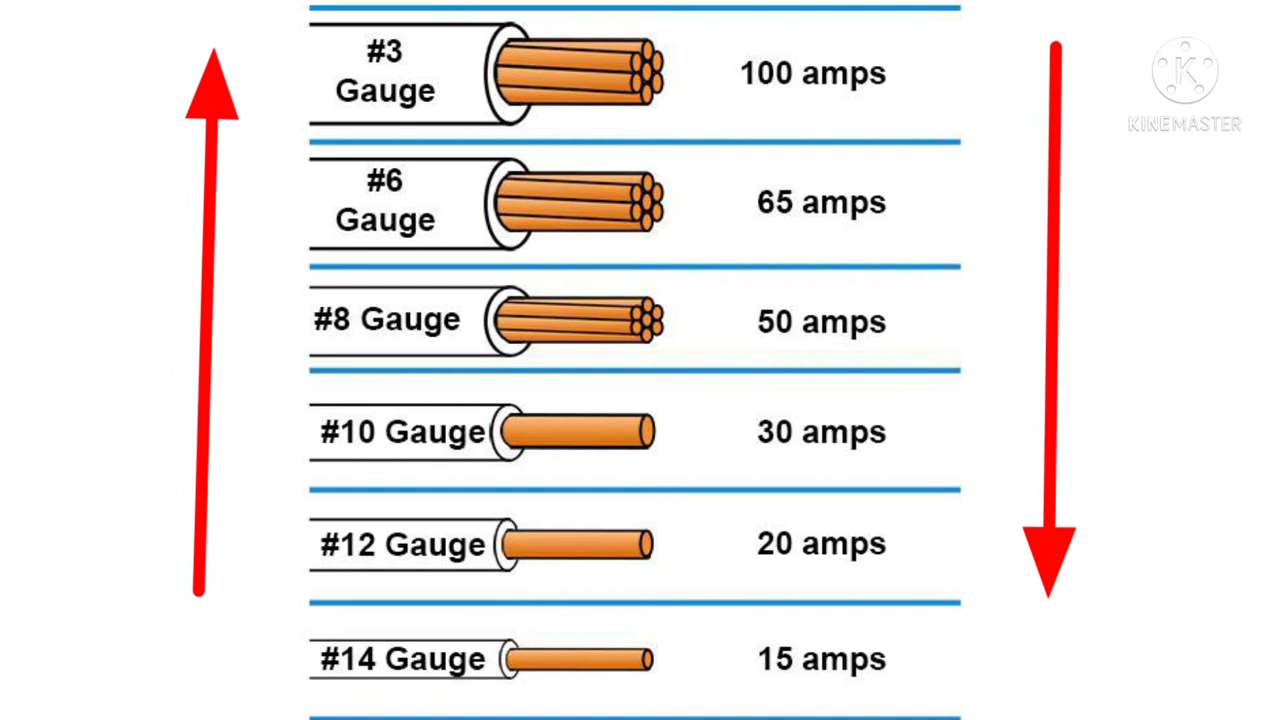 #3
Gauge
100 amps
K
KINEMASTER
#6
Gauge
65 amps
#8 Gauge
50 amps
#10 Gauge
30 amps
#12 Gauge
20 amps
#14 Gauge
15 amps